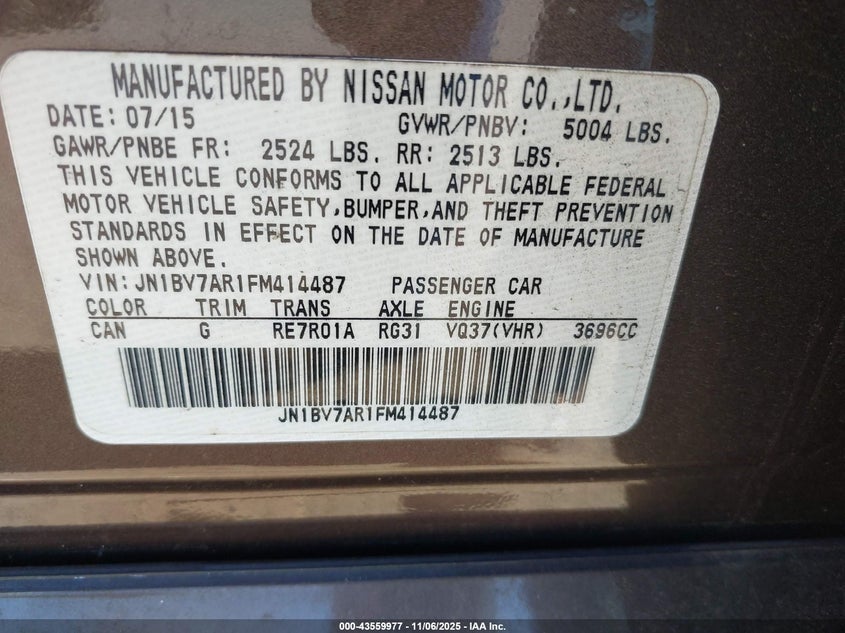 MANUFACTURED BY NISSAN MOTOR CO.,LTD.
DATE: 07/15 GVWR/PNBV: 5004 LBS.
GAWR/PNBE FR: 2524 LBS. RR: 2513 LBS.
THIS VEHICLE CONFORMS TO ALL APPLICABLE FEDERAL
MOTOR VEHICLE SAFETY,BUMPER,AND THEFT PREVENTION
STANDARDS IN EFFECT ON THE DATE OF MANUFACTURE
SHOWN ABOVE.
VIN:JN1BV7AR1FM414487 PASSENGER CAR
COLOR TRIM TRANS AXLE ENGINE
CAN G RE7R01A RG31 VQ37(VHR) 3696CC
JN1BV7AR1FM414487
000-43559977 - 11/06/2025 - IAA Inc.